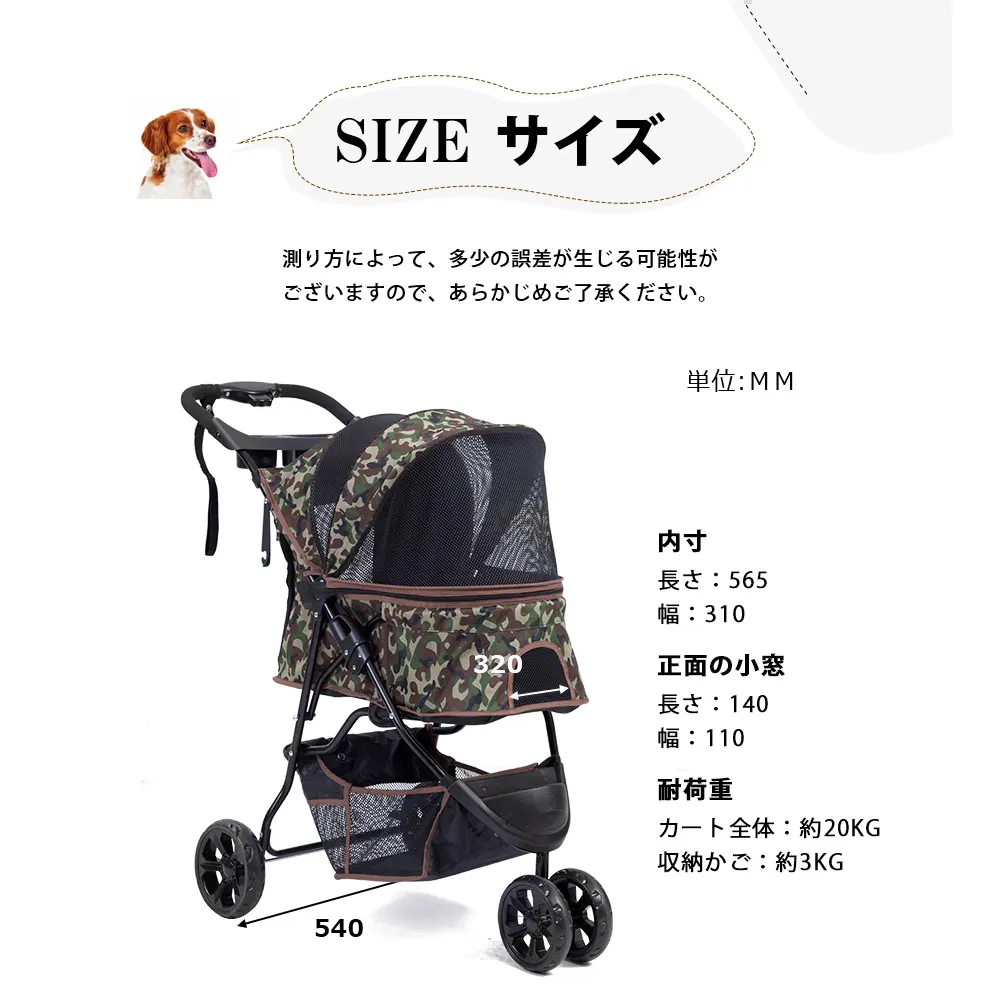 SIZE サイズ
測り方によって、多少の誤差が生じる可能性が
ございますので、あらかじめご了承ください。
単位:ＭＭ
内寸
長さ：565
幅：310
320
正面の小窓
長さ：140
幅：110
耐荷重
カート全体：約20KG
収納かご：約3KG
540